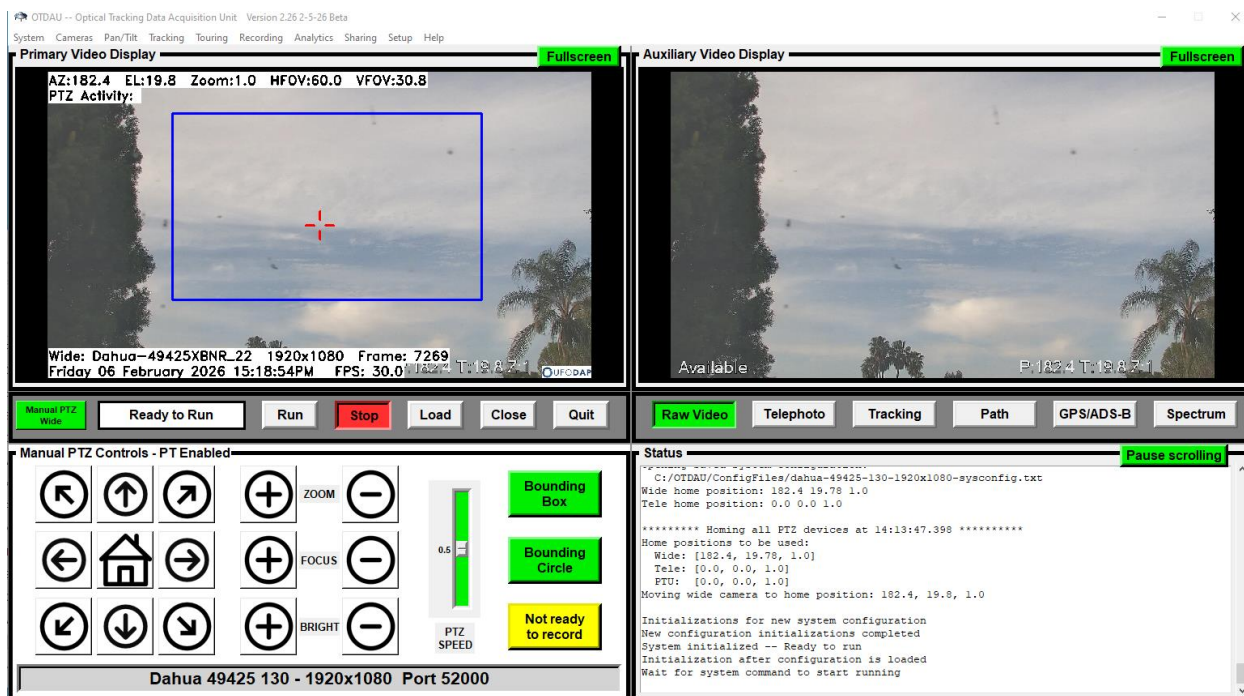 OTDAU -- Optical Tracking Data Acquisition Unit Version 2.26 2-5-26 Beta
System Cameras Pan/Tilt Tracking Touring Recording Analytics Sharing Setup Help
Primary Video Display
Fullscreen
AZ:182.4 EL:19.8 Zoom:1.0 HFOV:60.0 VFOV:30.8
PTZ Activity:
Wide: Dahua-49425XBNR_22 1920x1080 Frame: 7269
Friday 06 February 2026 15:18:54PM FPS: 30.0
UFODAP
Auxiliary Video Display
Fullscreen
Available
P:182.4 T:19.8 Z:1
Manual PTZ
Wide
Ready to Run
Run
Stop
Load
Close
Quit
Raw Video
Telephoto
Tracking
Path
GPS/ADS-B
Spectrum
Manual PTZ Controls - PT Enabled
ZOOM
FOCUS
BRIGHT
0.5
PTZ
SPEED
Bounding
Box
Bounding
Circle
Not ready
to record
Dahua 49425 130 - 1920x1080 Port 52000
Status
Pause scrolling
C:/OTDAU/ConfigFiles/dahua-49425-130-1920x1080-sysconfig.txt
Wide home position: 182.4 19.78 1.0
Tele home position: 0.0 0.0 1.0
********* Homing all PTZ devices at 14:13:47.398 **********
Home positions to be used:
Wide: [182.4, 19.78, 1.0]
Tele: [0.0, 0.0, 1.0]
PTU: [0.0, 0.0, 1.0]
Moving wide camera to home position: 182.4, 19.8, 1.0
Initializations for new system configuration
New configuration initializations completed
System initialized -- Ready to run
Initialization after configuration is loaded
Wait for system command to start running